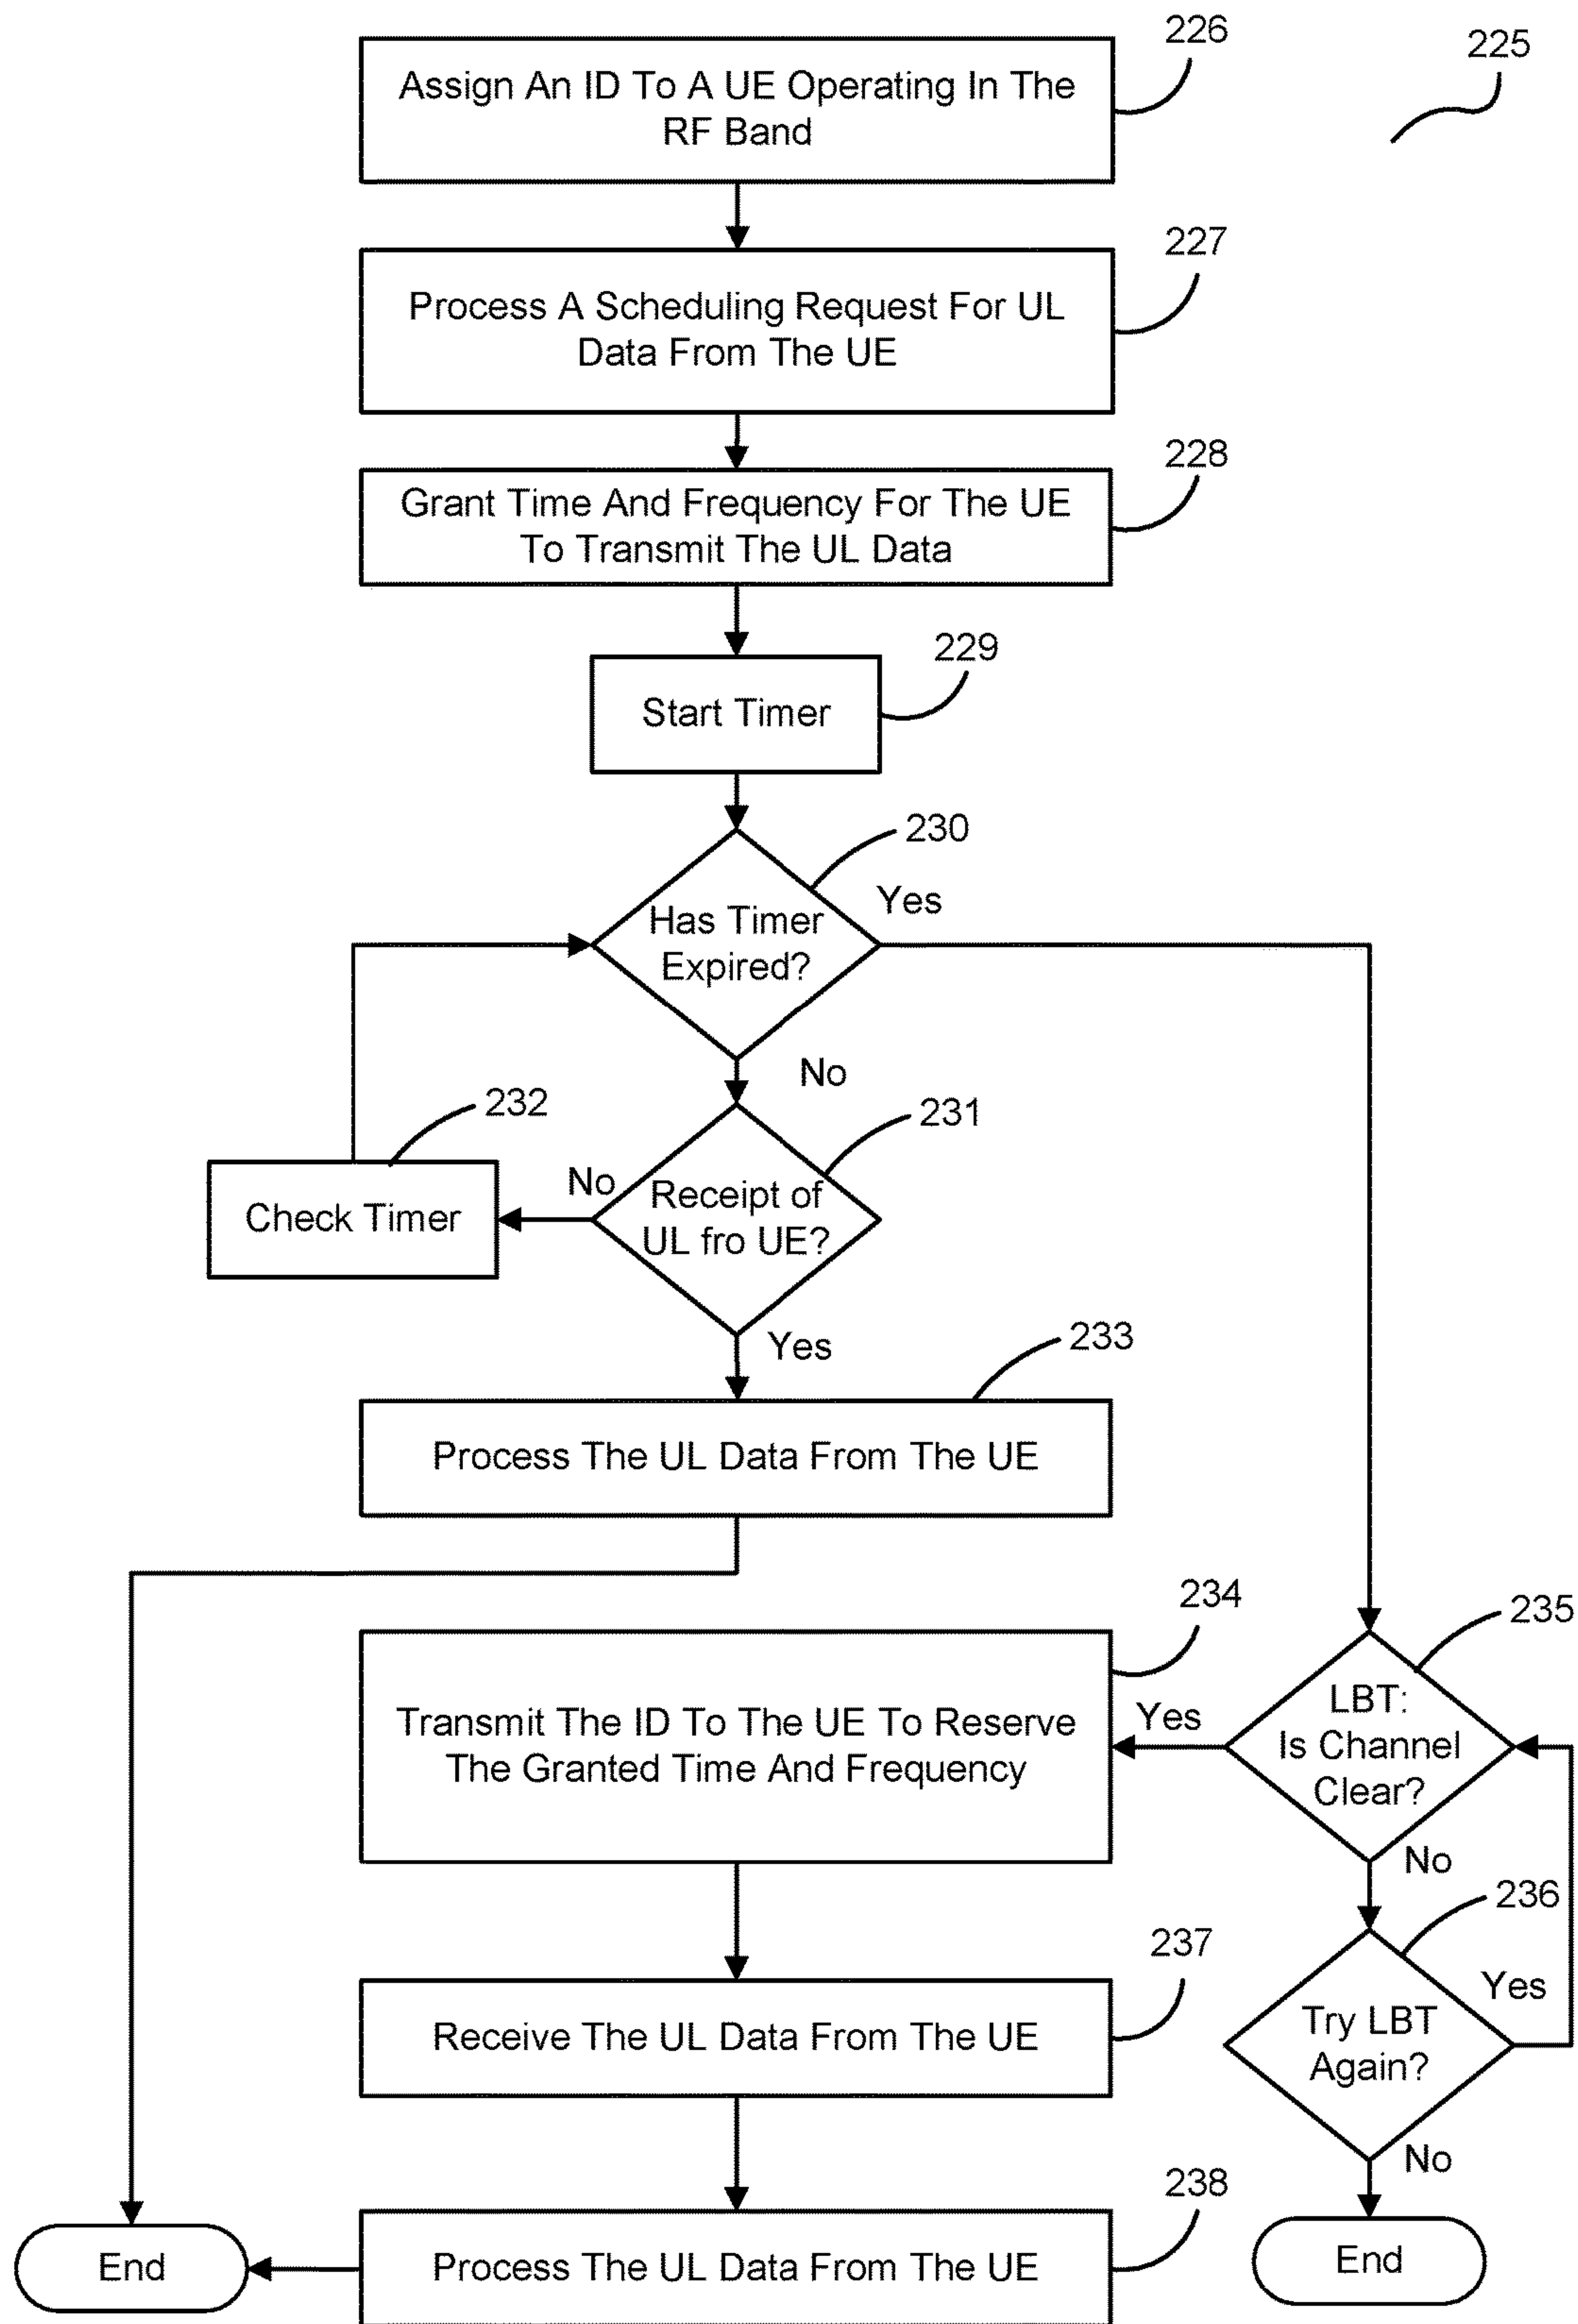 226
225
Assign An ID To A UE Operating In The
RF Band
227
Process A Scheduling Request For UL
Data From The UE
228
Grant Time And Frequency For The UE
To Transmit The UL Data
229
Start Timer
230
Yes
Has Timer
Expired?
No
232
231
No
Receipt of
UL fro UE?
Check Timer
Yes
233
Process The UL Data From The UE
234
235
Transmit The ID To The UE To Reserve
The Granted Time And Frequency
Yes
LBT:
Is Channel
Clear?
No
236
237
Yes
Receive The UL Data From The UE
Try LBT
Again?
No
238
Process The UL Data From The UE
End
End